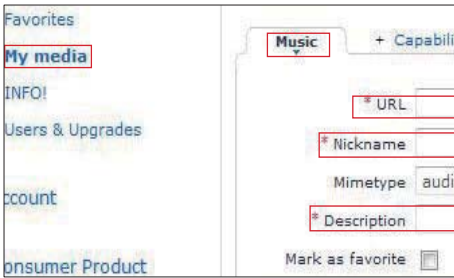 Favorites
My media
INFO!
Users & Upgrades
ccount
onsumer Product
Music + Capabili
* URL
* Nickname
Mimetype audi
* Description
Mark as favorite